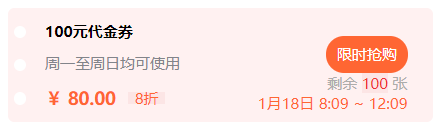 100元代金券
周一至周日均可使用
¥ 80.00 8折
限时抢购
剩余 100 张
1月18日 8:09 ~ 12:09